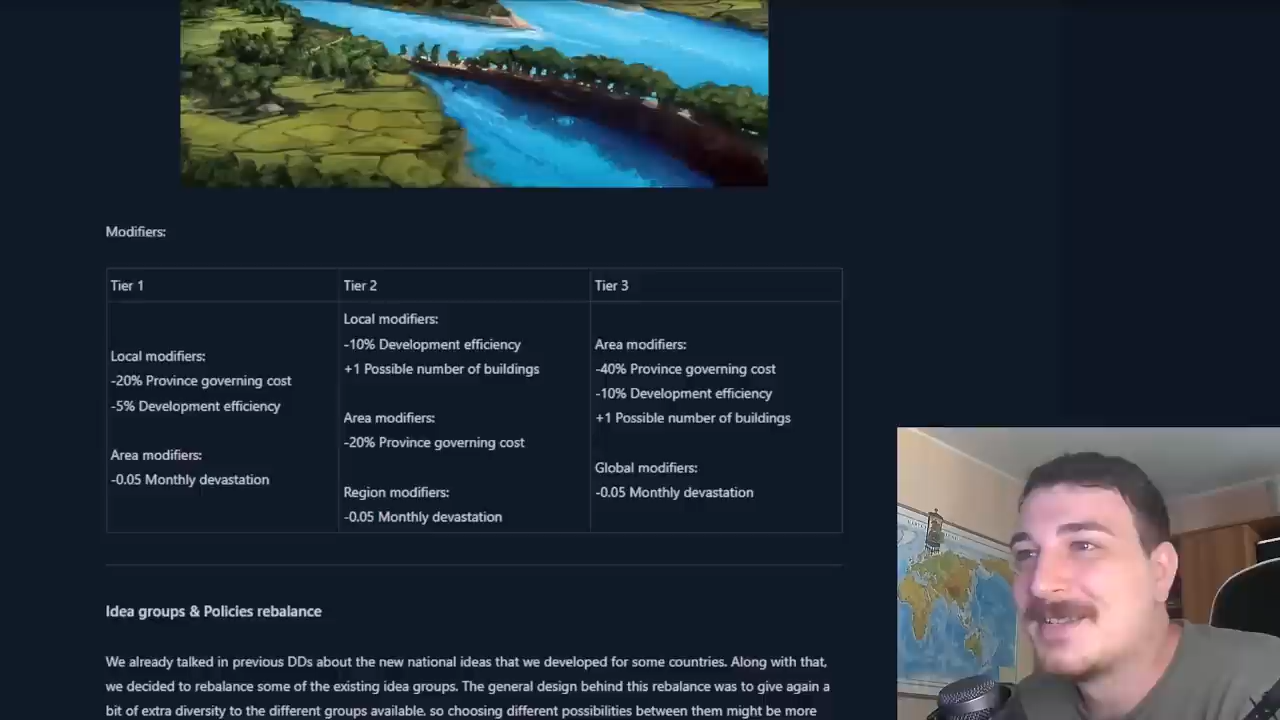 Modifiers:
Tier 1
Tier 2
Tier 3
Local modifiers:
-20% Province governing cost
-5% Development efficiency
Area modifiers:
-0.05 Monthly devastation
Local modifiers:
-10% Development efficiency
+1 Possible number of buildings
Area modifiers:
-20% Province governing cost
Region modifiers:
-0.05 Monthly devastation
Area modifiers:
-40% Province governing cost
-10% Development efficiency
+1 Possible number of buildings
Global modifiers:
-0.05 Monthly devastation
Idea groups & Policies rebalance
We already talked in previous DDs about the new national ideas that we developed for some countries. Along with that,
we decided to rebalance some of the existing idea groups. The general design behind this rebalance was to give again a
bit of extra diversity to the different groups available, so choosing different possibilities between them might be more